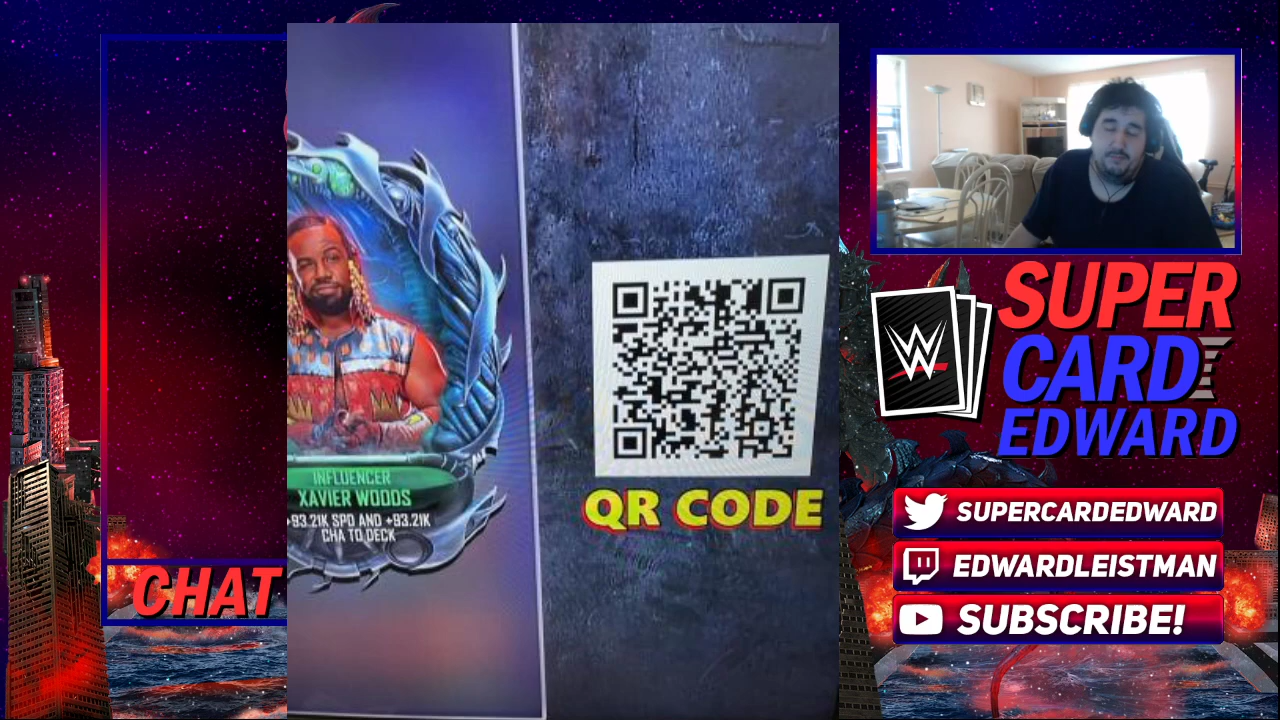 CHAT
INFLUENCER
XAVIER WOODS
+93.21K SPD AND +93.21K
CHA TO DECK
QR CODE
W
SUPER
CARD
EDWARD
SUPERCARDEDWARD
EDWARDLEISTMAN
SUBSCRIBE!